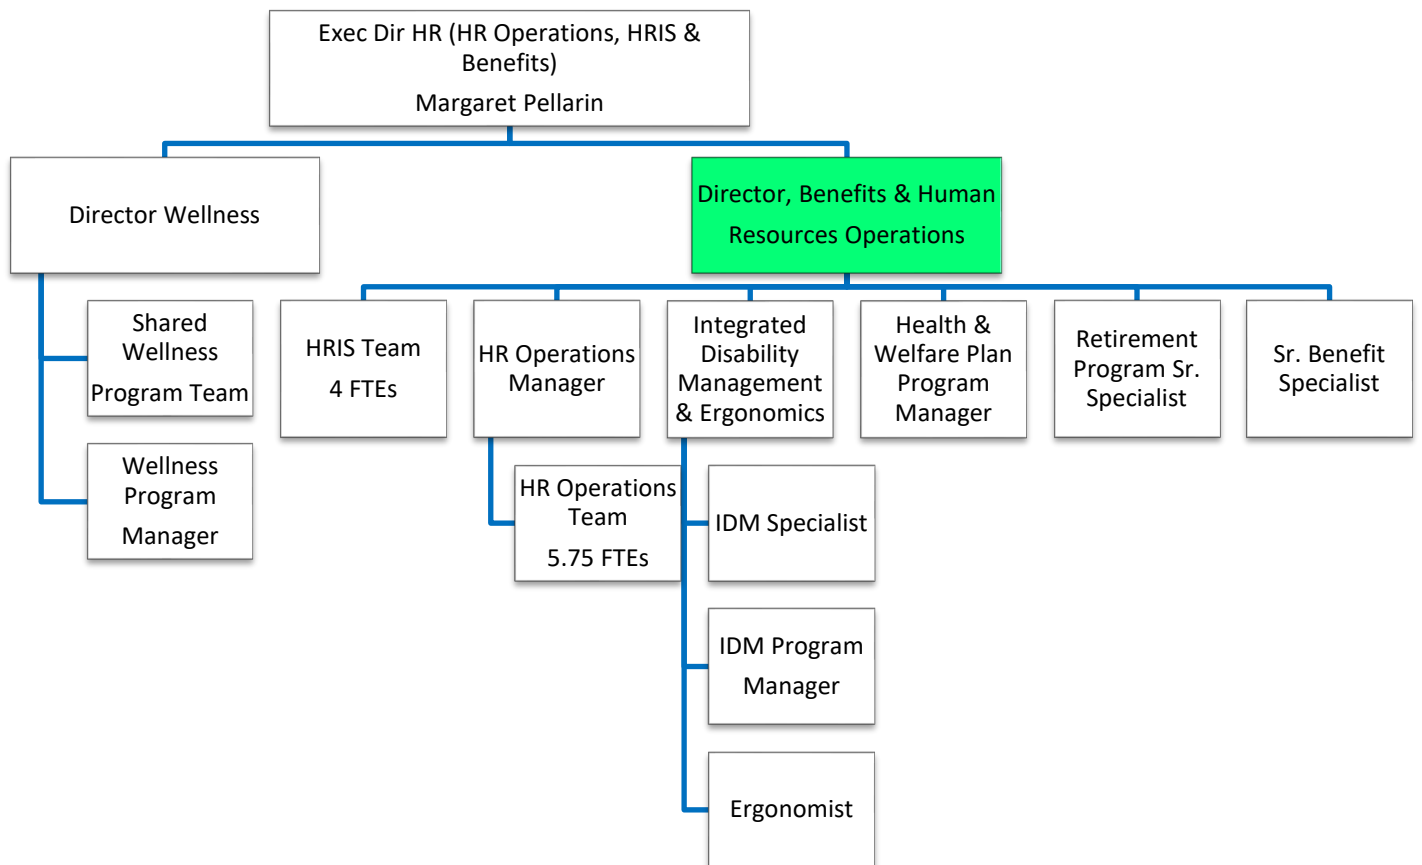 Exec Dir HR (HR Operations, HRIS &
Benefits)
Margaret Pellarin
Director Wellness
Director, Benefits & Human
Resources Operations
Shared
Wellness
Program Team
Wellness
Program
Manager
HRIS Team
4 FTEs
HR Operations
Manager
HR Operations
Team
5.75 FTEs
Integrated
Disability
Management
& Ergonomics
IDM Specialist
IDM Program
Manager
Ergonomist
Health &
Welfare Plan
Program
Manager
Retirement
Program Sr.
Specialist
Sr. Benefit
Specialist